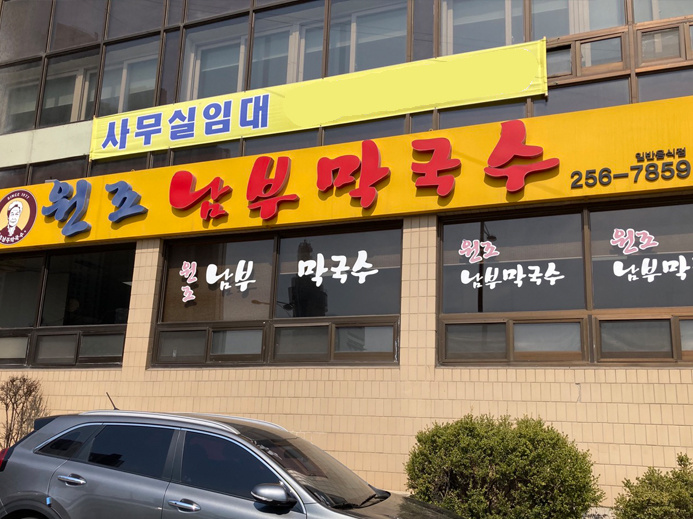 사무실임대
원조 남부막국수
일반음식점
256-7859
원조 남부 막국수
원조
남부막국수
원조
남부막